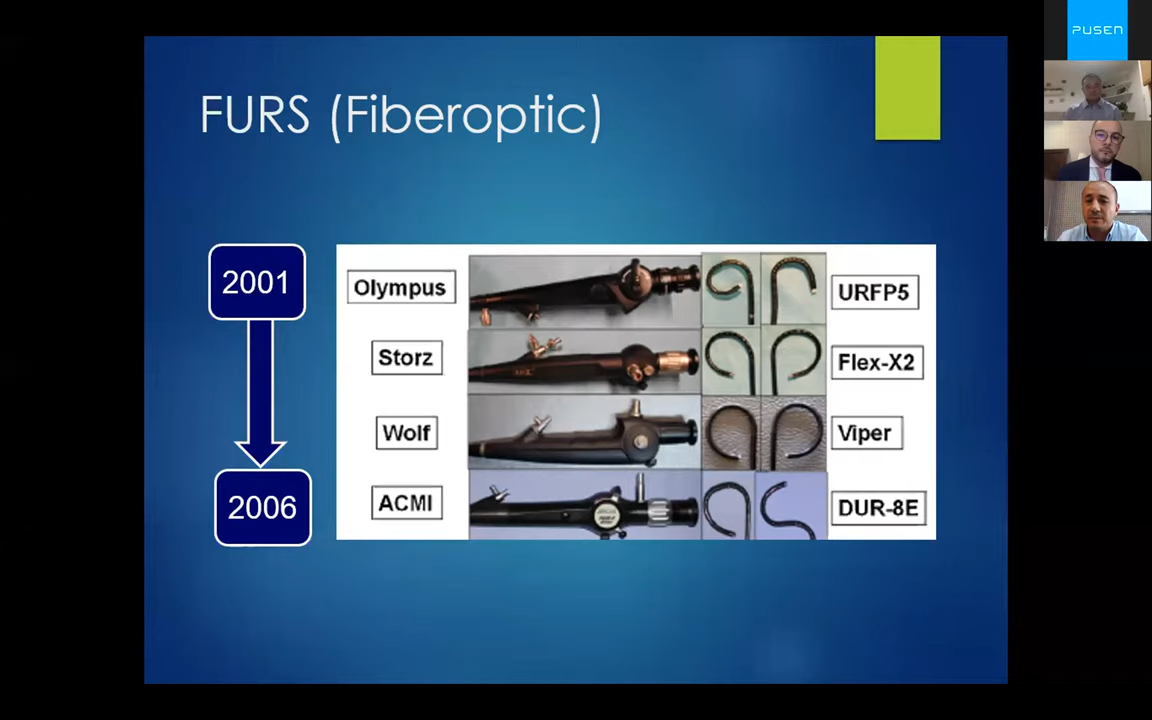 FURS (Fiberoptic)
2001
2006
Olympus
URFP5
Storz
Flex-X2
Wolf
Viper
ACMI
DUR-8E
PUSEN